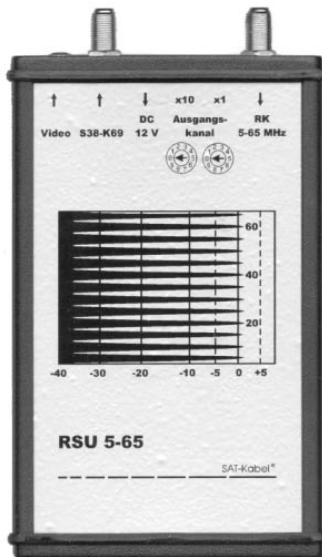 x10 x1
DC Ausgangs- RK
Video S38-K69 12 V kanal 5-65 MHz
60
40
20
-40 -30 -20 -10 -5 0 +5
RSU 5-65
SAT-Kabel®